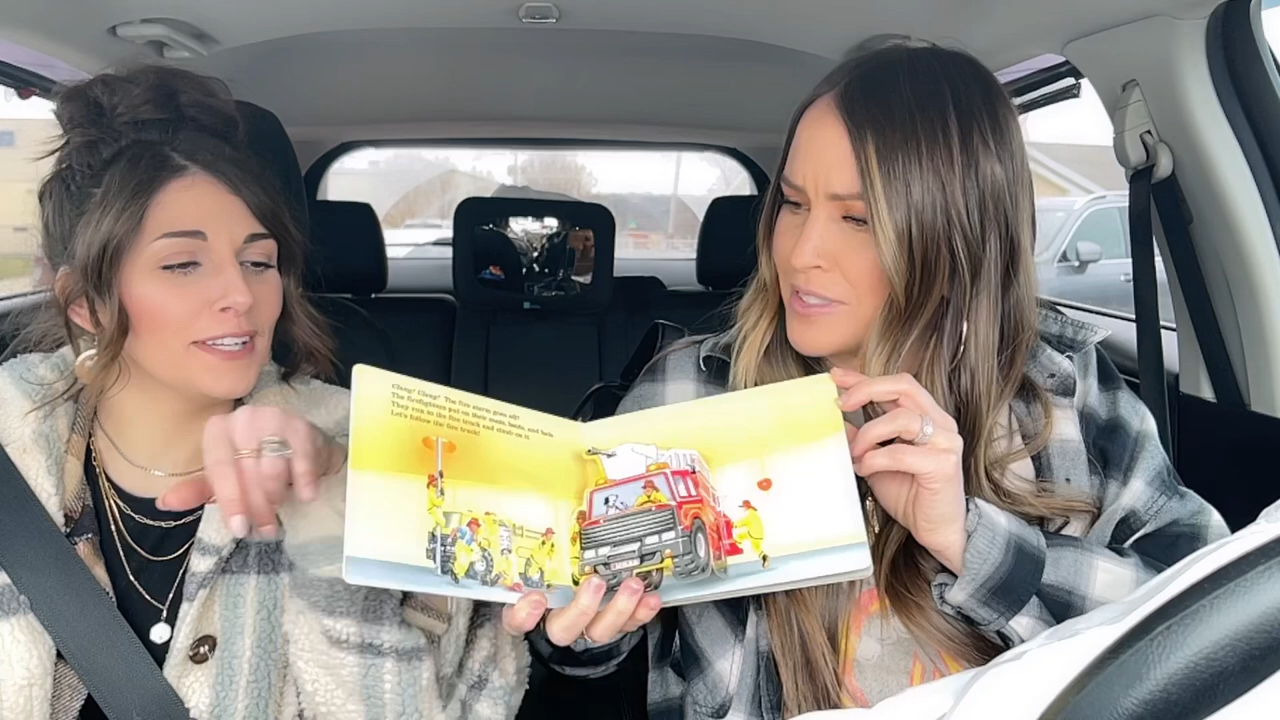 Clang! Clang! The fire alarm goes off!
The firefighters put on their coats, boots, and hats.
They run to the fire truck and climb on it.
Let's follow the fire truck!